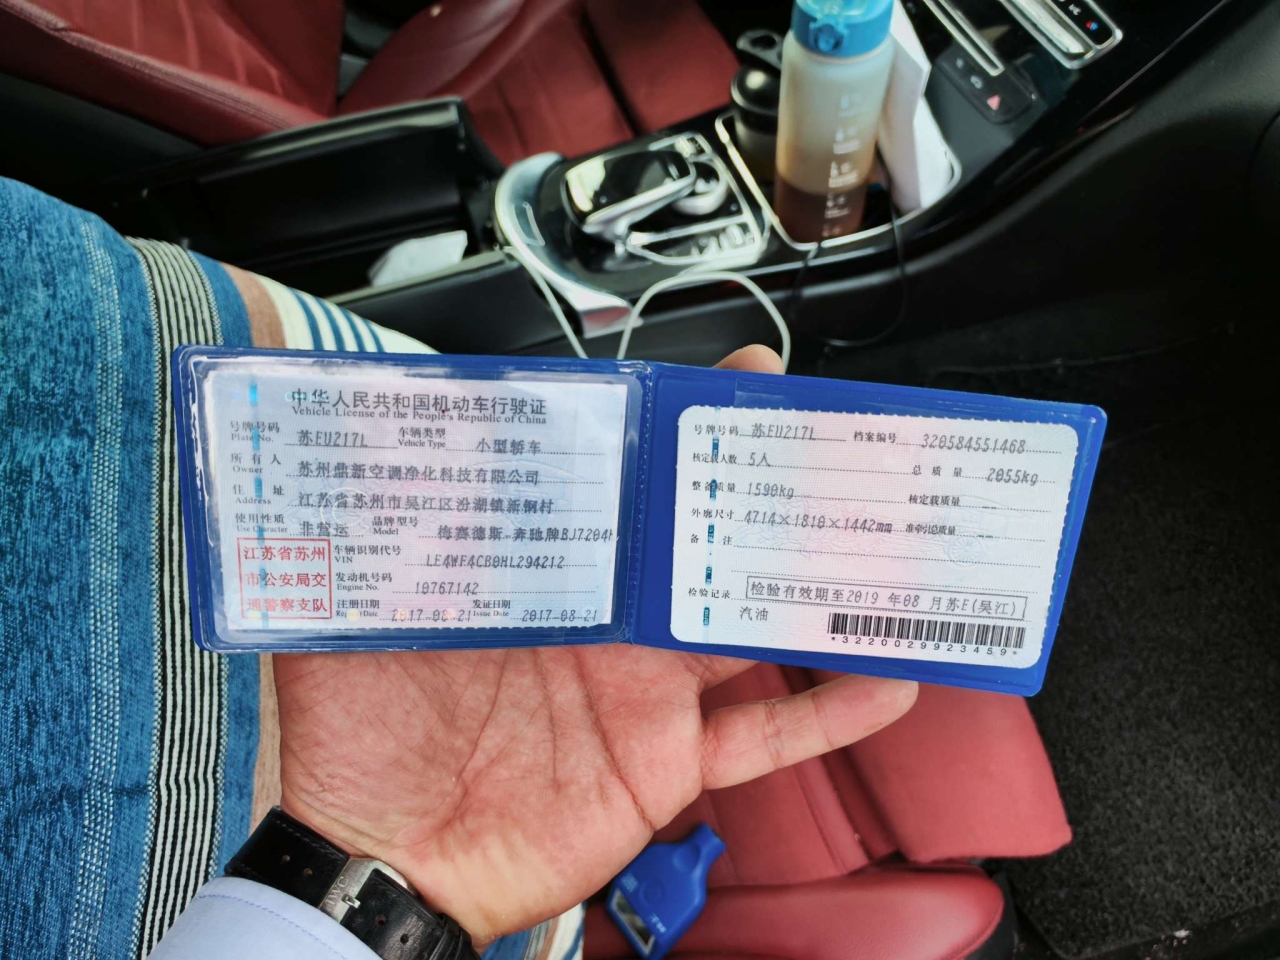 中华人民共和国机动车行驶证
Vehicle License of the People's Republic of China
号牌号码 Plate No. 苏EU217L 车辆类型 Vehicle Type 小型轿车
所有人 Owner 苏州鼎新空调净化科技有限公司
住址 Address 江苏省苏州市吴江区汾湖镇新钢村
使用性质 Use Character 非营运 品牌型号 Model 梅赛德斯-奔驰牌BJ7204H
江苏省苏州
市公安局交
通警察支队
车辆识别代号 VIN LE4WF4CB0HL294212
发动机号码 Engine No. 10767142
注册日期 Register Date 2017-08-21 发证日期 Issue Date 2017-08-21
号牌号码 苏EU217L 档案编号 320584551468
核定载人数 5人 总质量 2055kg
整备质量 1590kg 核定载质量 --
外廓尺寸 4714×1810×1442mm 准牵引总质量 --
备注
检验记录 检验有效期至2019 年08 月苏E(吴江)
汽油
*3220029923459*